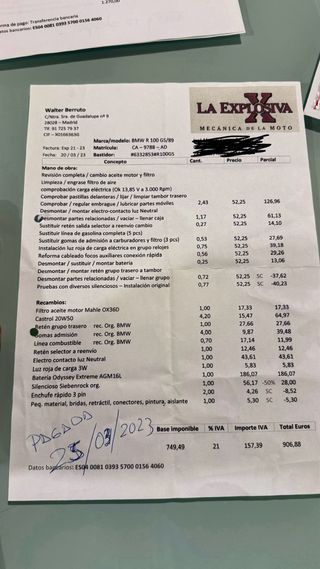 1.270,00
rma de pago: Transferencia bancaria
atos bancarios: ES04 0081 0393 5700 0156 4060
Walter Berruto
C/Ntra. Sra. de Guadalupe nº 9
28028 – Madrid
Tlf: 91 725 79 37
CIF – X01663636
LA EXPLOSIVA
MECÁNICA DE LA MOTO
Marca/modelo: BMW R 100 GS/89
Factura: Exp 21 - 23 Matrícula: CA – 9788 – AD
Fecha: 20 / 03 / 23 Bastidor: #6332853#R100GS
Concepto Cant. Precio Parcial
Mano de obra:
Revisión completa / cambio aceite motor y filtro
Limpieza / engrase filtro de aire
comprobación carga eléctrica (Ok 13,85 V a 3.000 Rpm)
Comprobar pastillas delanteras / lijar / limpiar tambor trasero
Comprobar / regular embrague / lubricar partes móviles 2,43 52,25 126,96
Desmontar / montar electro-contacto luz Neutral
Desmontar partes relacionadas / vaciar – llenar caja 1,17 52,25 61,13
Sustituir retén salida selector a reenvio cambio 0,27 52,25 14,10
Sustituir línea de gasolina completa (5 pcs)
Sustituir gomas de admisión a carburadores y filtro (3 pcs) 0,53 52,25 27,69
Instalación luz roja de carga eléctrica en grupo relojes 0,75 52,25 39,18
Reforma cableado focos auxiliares conexión rápida 0,56 52,25 29,26
Desmontar / sustituir / montar batería 0,25 52,25 13,06
Desmontar / montar retén grupo trasero a tambor
Desmontar partes relacionadas / vaciar – llenar grupo 0,72 52,25 SC -37,62
Pruebas con diversos silenciosos – Instalación original 0,77 52,25 SC -40,23
Recambios:
Filtro aceite motor Mahle OX36D 1,00 17,33 17,33
Castrol 20W50 4,20 15,47 64,97
Retén grupo trasero rec. Org. BMW 1,00 27,66 27,66
Gomas admisión rec. Org. BMW 4,00 9,87 39,48
Línea combustible rec. Org. BMW 0,70 17,14 11,99
Retén selector a reenvio 1,00 12,46 12,46
Electro contacto luz Neutral 1,00 43,61 43,61
Luz roja de carga 3W 1,00 5,83 5,83
Batería Odyssey Extreme AGM16L 1,00 186,07 186,07
Silencioso Siebenrock org. 1,00 56,17 -50% 28,00
Enchufe rápido 3 pin 2,00 4,26 SC -8,52
Peq. material, bridas, retráctil, conectores, pintura, aislante 1,00 5,30 SC -5,30
PAGADA
25/03/2023
Base imponible % IVA Importe IVA Total Euros
749,49 21 157,39 906,88
Datos bancarios: ES04 0081 0393 5700 0156 4060